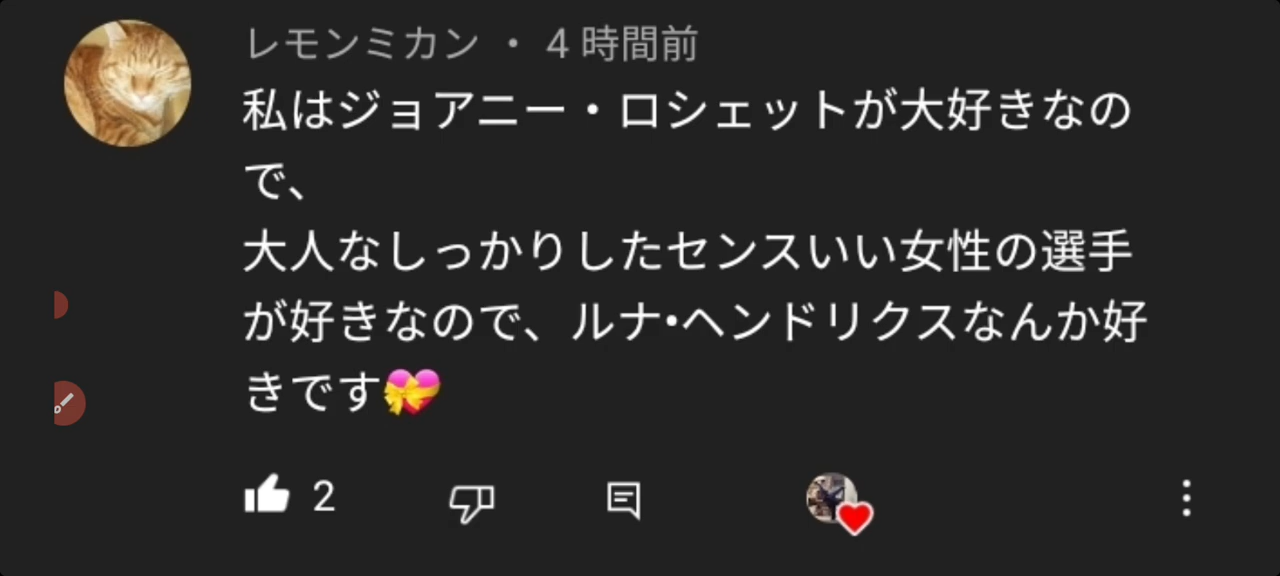 レモンミカン ・ 4 時間前
私はジョアニー・ロシェットが大好きなの
で、
大人なしっかりしたセンスいい女性の選手
が好きなので、ルナ•ヘンドリクスなんか好
きです💝
2